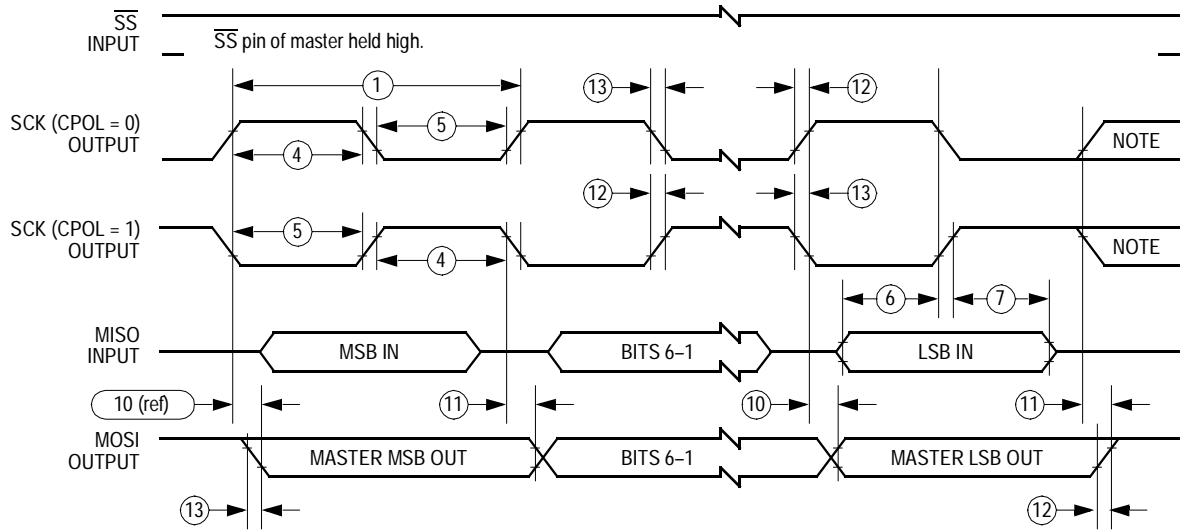 SS
INPUT
SS pin of master held high.
1
13
12
SCK (CPOL = 0)
OUTPUT
5
4
NOTE
12
13
SCK (CPOL = 1)
OUTPUT
5
4
NOTE
6
7
MISO
INPUT
MSB IN
BITS 6–1
LSB IN
10 (ref)
11
10
11
MOSI
OUTPUT
MASTER MSB OUT
BITS 6–1
MASTER LSB OUT
13
12